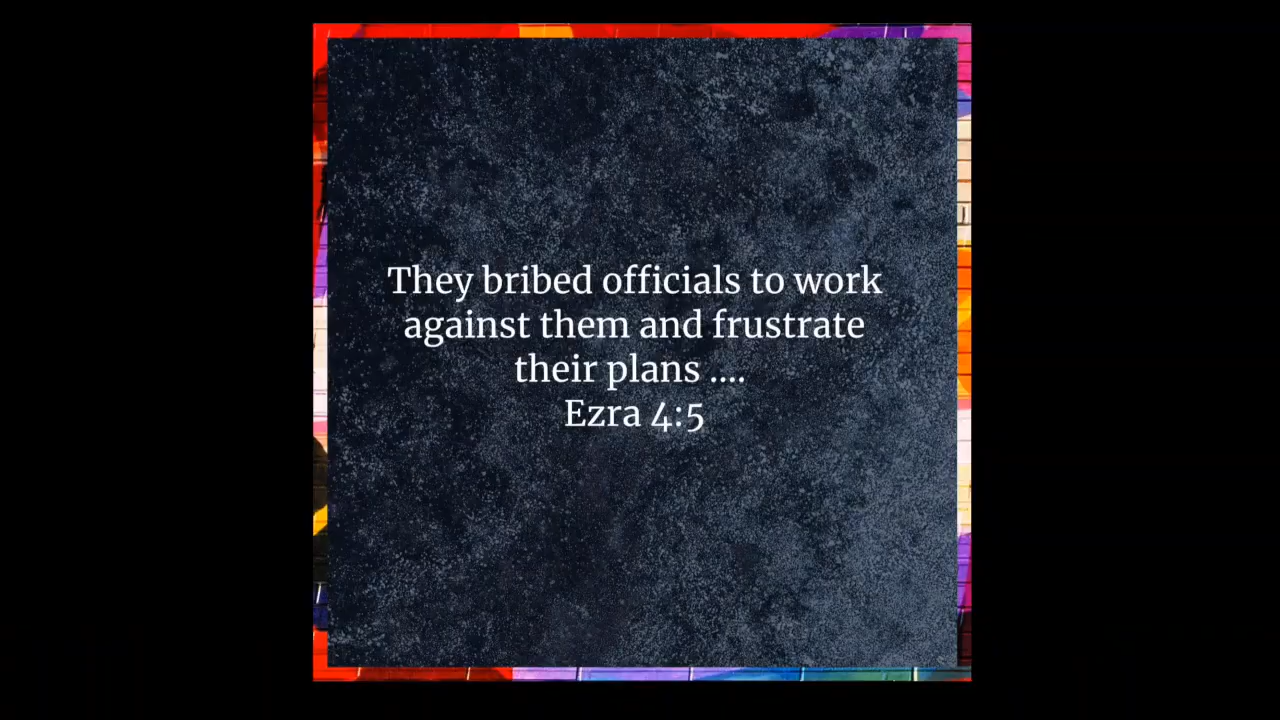 They bribed officials to work
against them and frustrate
their plans ....
Ezra 4:5